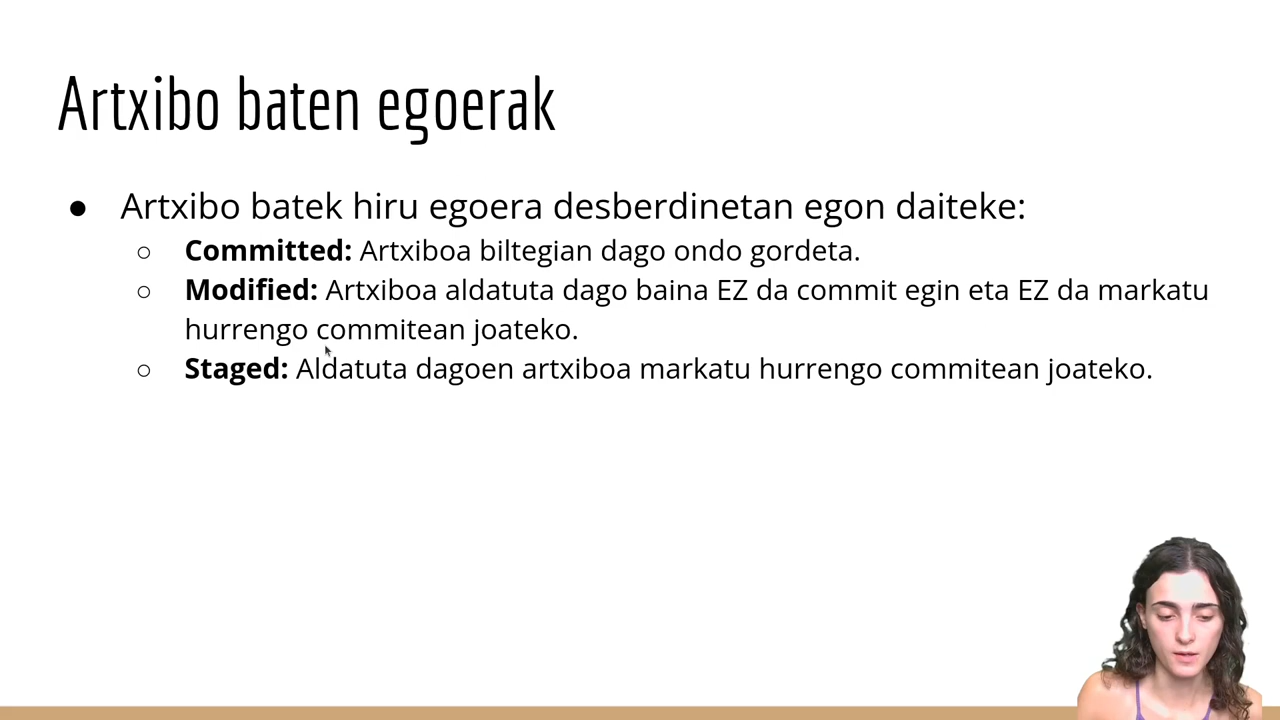 Artxibo baten egoerak
● Artxibo batek hiru egoera desberdinetan egon daiteke:
○ Committed: Artxiboa biltegian dago ondo gordeta.
○ Modified: Artxiboa aldatuta dago baina EZ da commit egin eta EZ da markatu
hurrengo commitean joateko.
○ Staged: Aldatuta dagoen artxiboa markatu hurrengo commitean joateko.